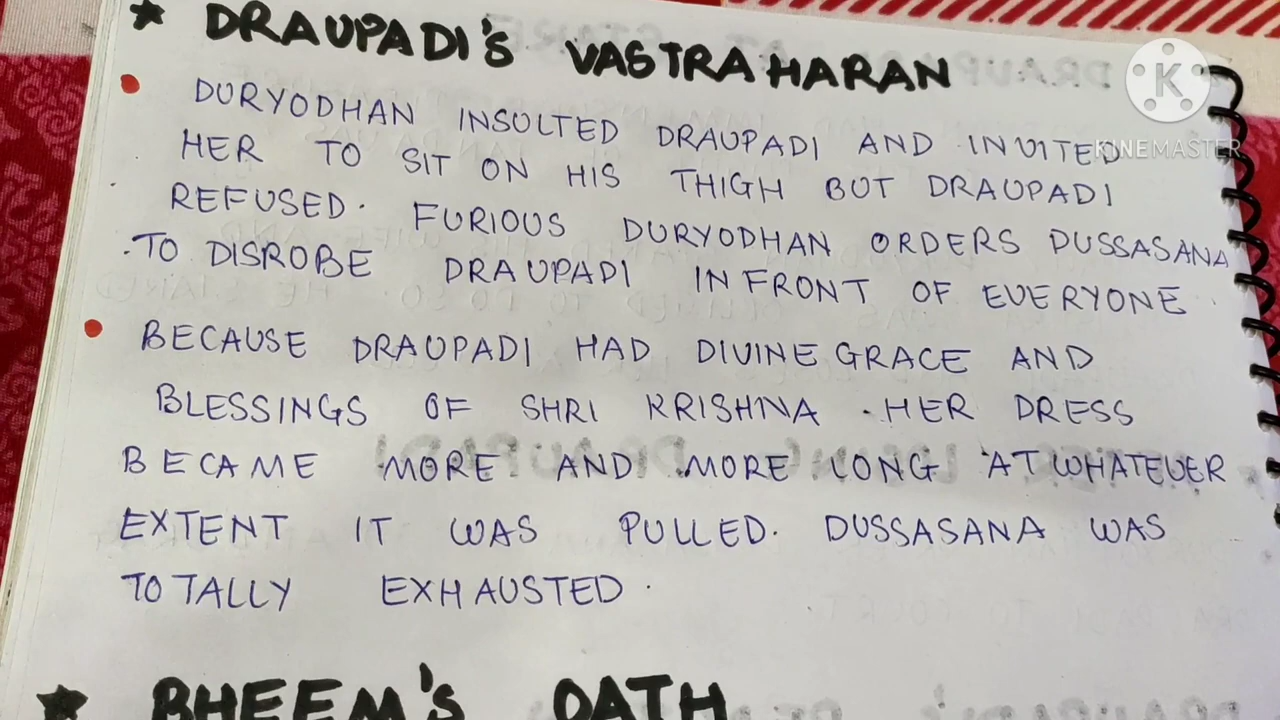 ★ DRAUPADI'S VASTRAHARAN
DURYODHAN INSULTED DRAUPADI AND INVITED
HER TO SIT ON HIS THIGH BUT DRAUPADI
REFUSED. FURIOUS DURYODHAN ORDERS DUSSASANA
TO DISROBE DRAUPADI INFRONT OF EVERYONE.
BECAUSE DRAUPADI HAD DIVINE GRACE AND
BLESSINGS OF SHRI KRISHNA. HER DRESS
BECAME MORE AND MORE LONG AT WHATEVER
EXTENT IT WAS PULLED. DUSSASANA WAS
TOTALLY EXHAUSTED.
★ BHEEM'S OATH
K
KINEMASTER